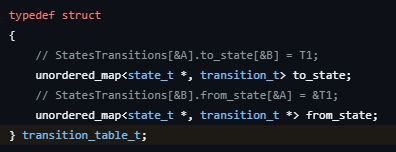 typedef struct
{
// StatesTransitions[&A].to_state[&B] = T1;
unordered_map<state_t *, transition_t> to_state;
// StatesTransitions[&B].from_state[&A] = &T1;
unordered_map<state_t *, transition_t *> from_state;
} transition_table_t;